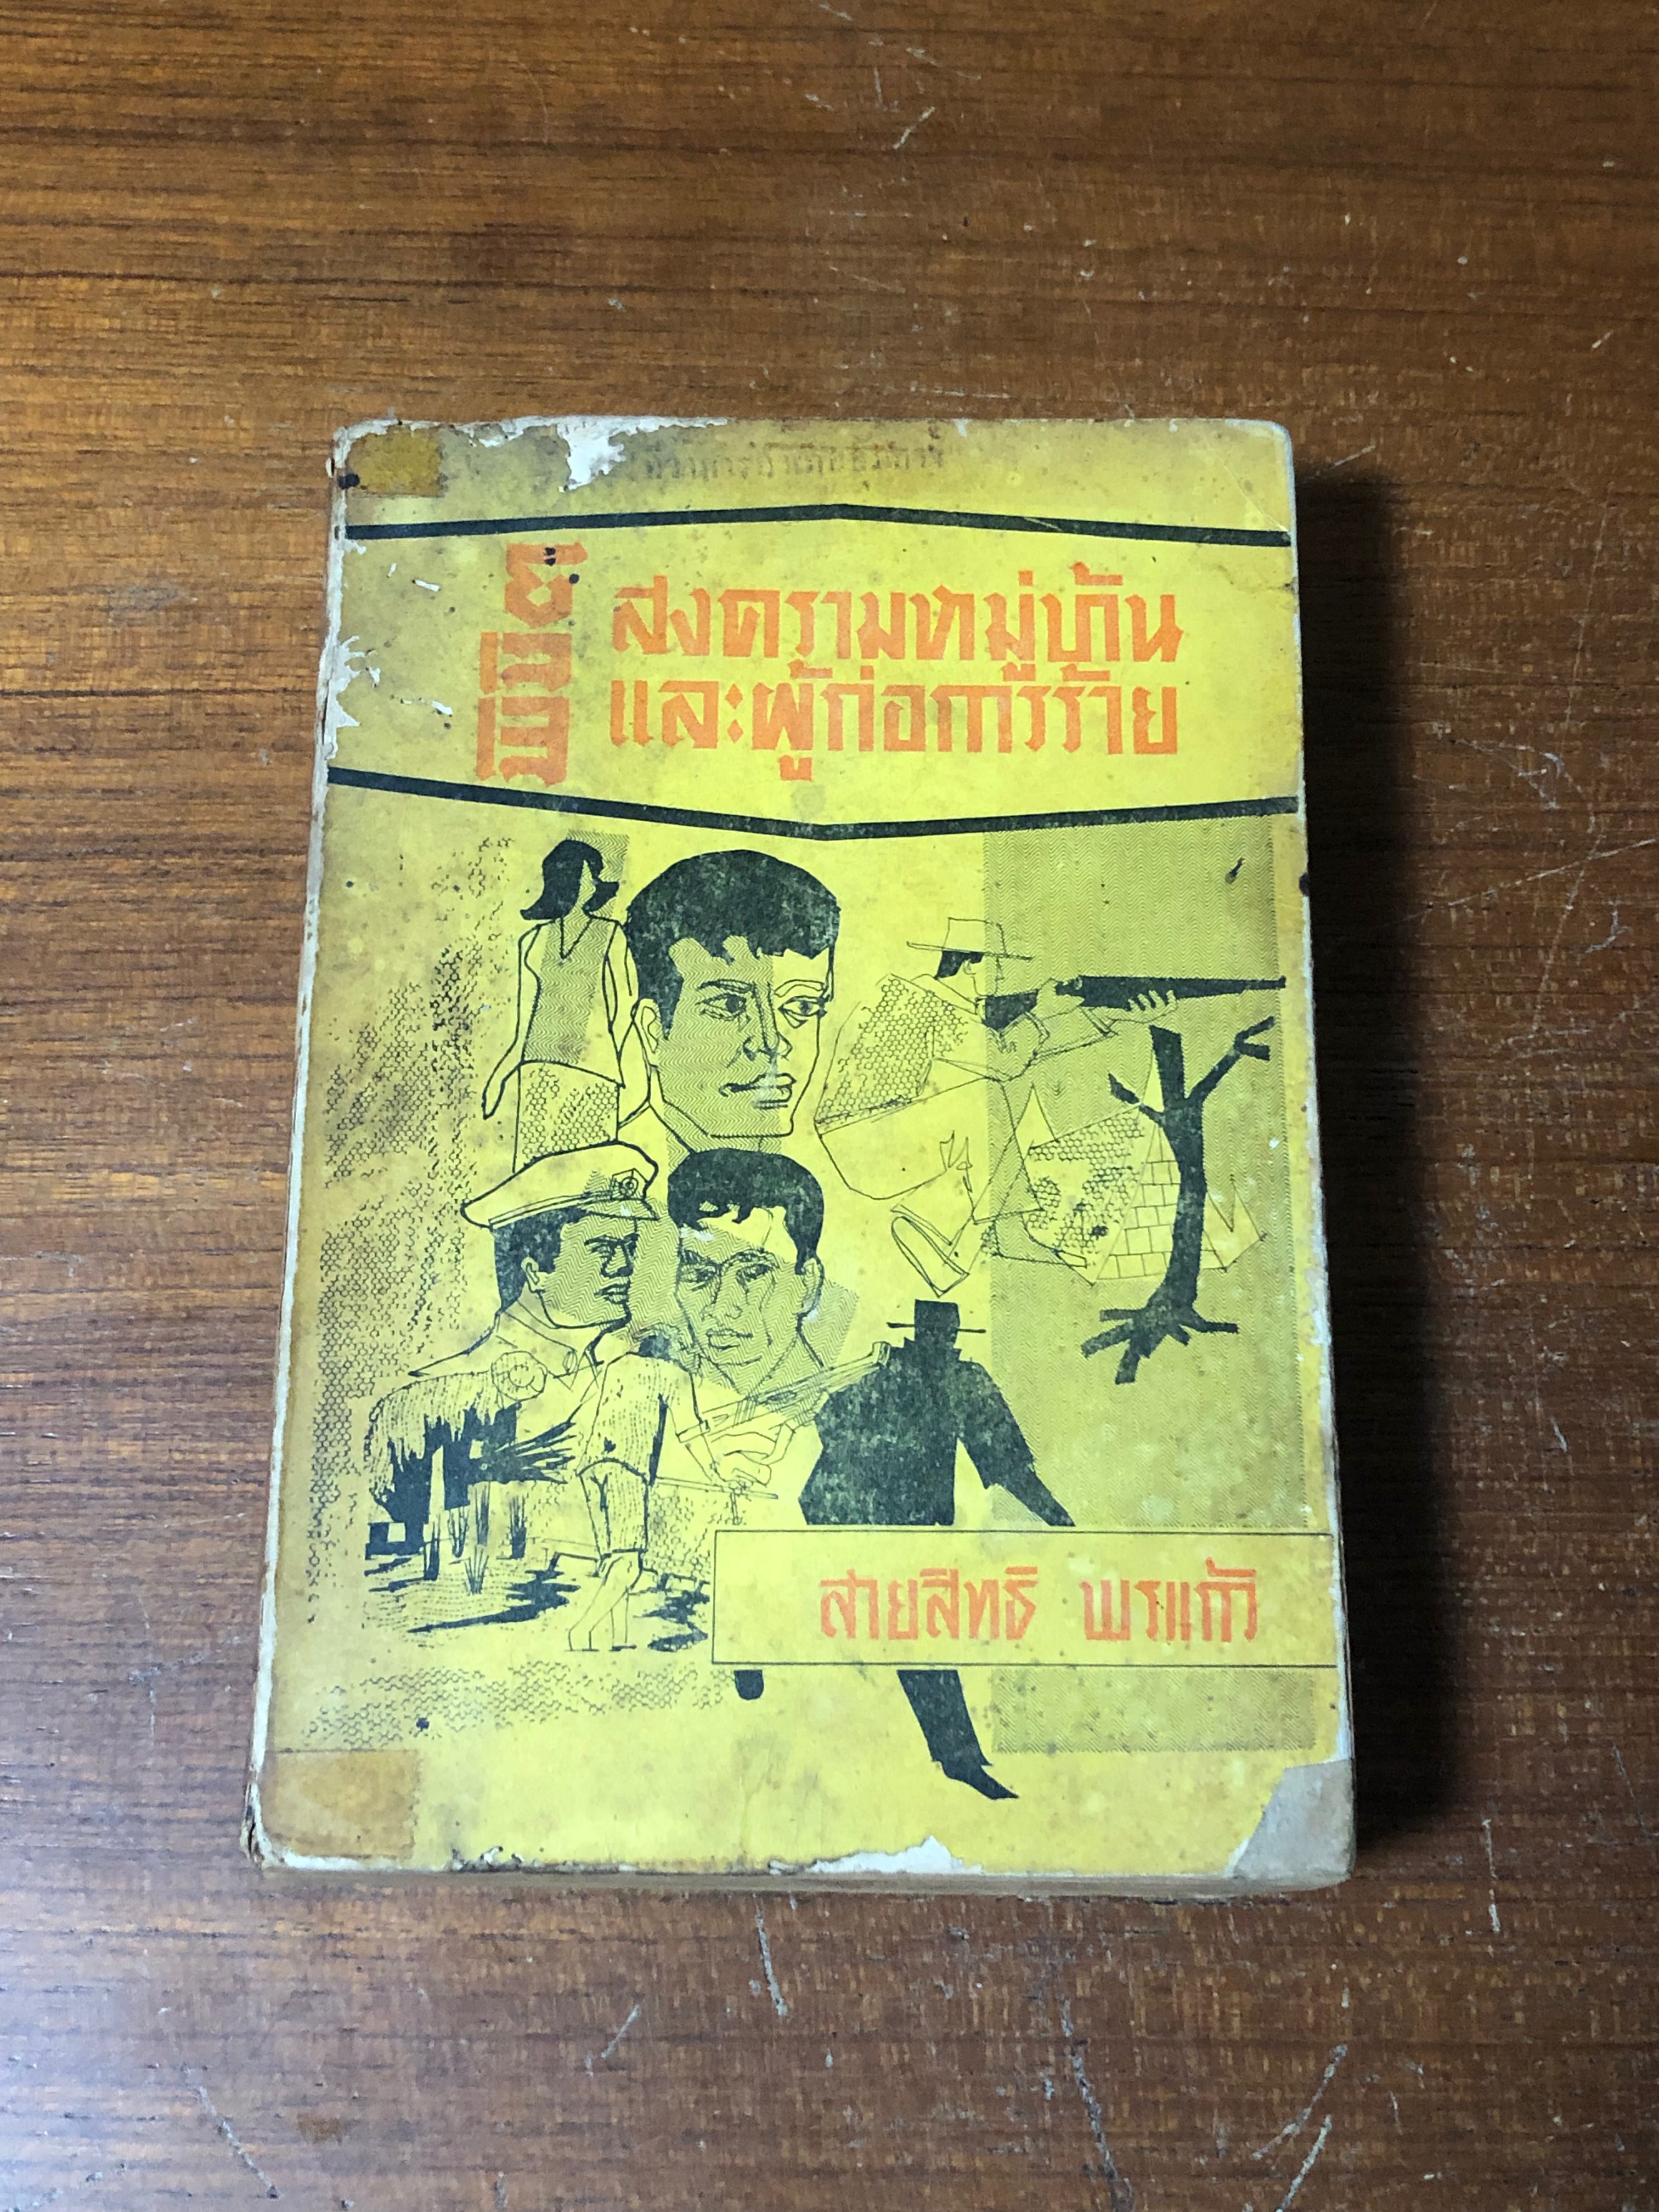 สงครามหมู่บ้าน
และผู้ก่อการร้าย
สายสิทธิ พรแก้ว